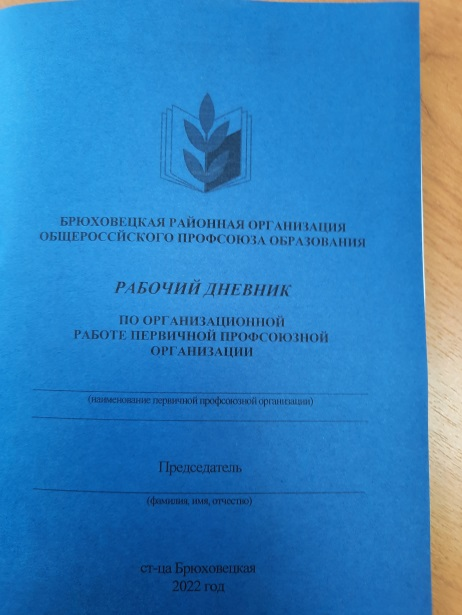 БРЮХОВЕЦКАЯ РАЙОННАЯ ОРГАНИЗАЦИЯ
ОБЩЕРОССЙСКОГО ПРОФСОЮЗА ОБРАЗОВАНИЯ
РАБОЧИЙ ДНЕВНИК
ПО ОРГАНИЗАЦИОННОЙ
РАБОТЕ ПЕРВИЧНОЙ ПРОФСОЮЗНОЙ
ОРГАНИЗАЦИИ
(наименование первичной профсоюзной организации)
Председатель
(фамилия, имя, отчество)
ст-ца Брюховецкая
2022 год